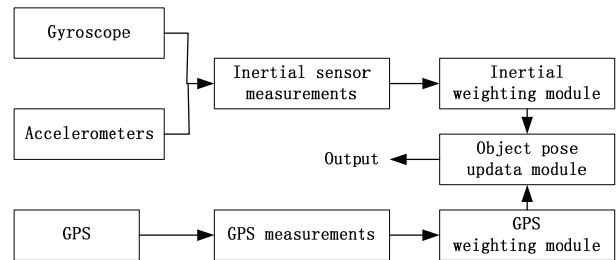 Gyroscope
Accelerometers
Inertial sensor
measurements
Inertial
weighting module
Output
Object pose
updata module
GPS
GPS measurements
GPS
weighting module